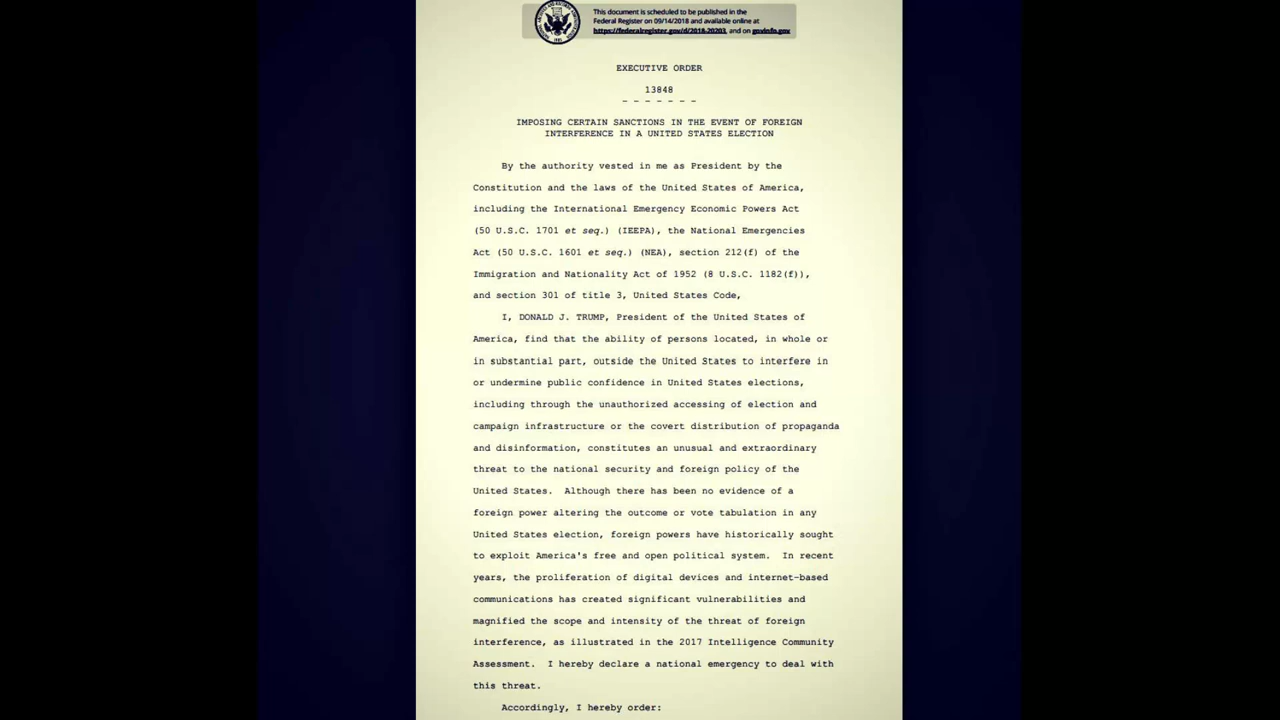 This document is scheduled to be published in the
Federal Register on 09/14/2018 and available online at
https://federalregister.gov/d/2018-20203, and on govinfo.gov
EXECUTIVE ORDER
13848
- - - - - - -
IMPOSING CERTAIN SANCTIONS IN THE EVENT OF FOREIGN
INTERFERENCE IN A UNITED STATES ELECTION
By the authority vested in me as President by the
Constitution and the laws of the United States of America,
including the International Emergency Economic Powers Act
(50 U.S.C. 1701 et seq.) (IEEPA), the National Emergencies
Act (50 U.S.C. 1601 et seq.) (NEA), section 212(f) of the
Immigration and Nationality Act of 1952 (8 U.S.C. 1182(f)),
and section 301 of title 3, United States Code,
I, DONALD J. TRUMP, President of the United States of
America, find that the ability of persons located, in whole or
in substantial part, outside the United States to interfere in
or undermine public confidence in United States elections,
including through the unauthorized accessing of election and
campaign infrastructure or the covert distribution of propaganda
and disinformation, constitutes an unusual and extraordinary
threat to the national security and foreign policy of the
United States.  Although there has been no evidence of a
foreign power altering the outcome or vote tabulation in any
United States election, foreign powers have historically sought
to exploit America's free and open political system.  In recent
years, the proliferation of digital devices and internet-based
communications has created significant vulnerabilities and
magnified the scope and intensity of the threat of foreign
interference, as illustrated in the 2017 Intelligence Community
Assessment.  I hereby declare a national emergency to deal with
this threat.
Accordingly, I hereby order: